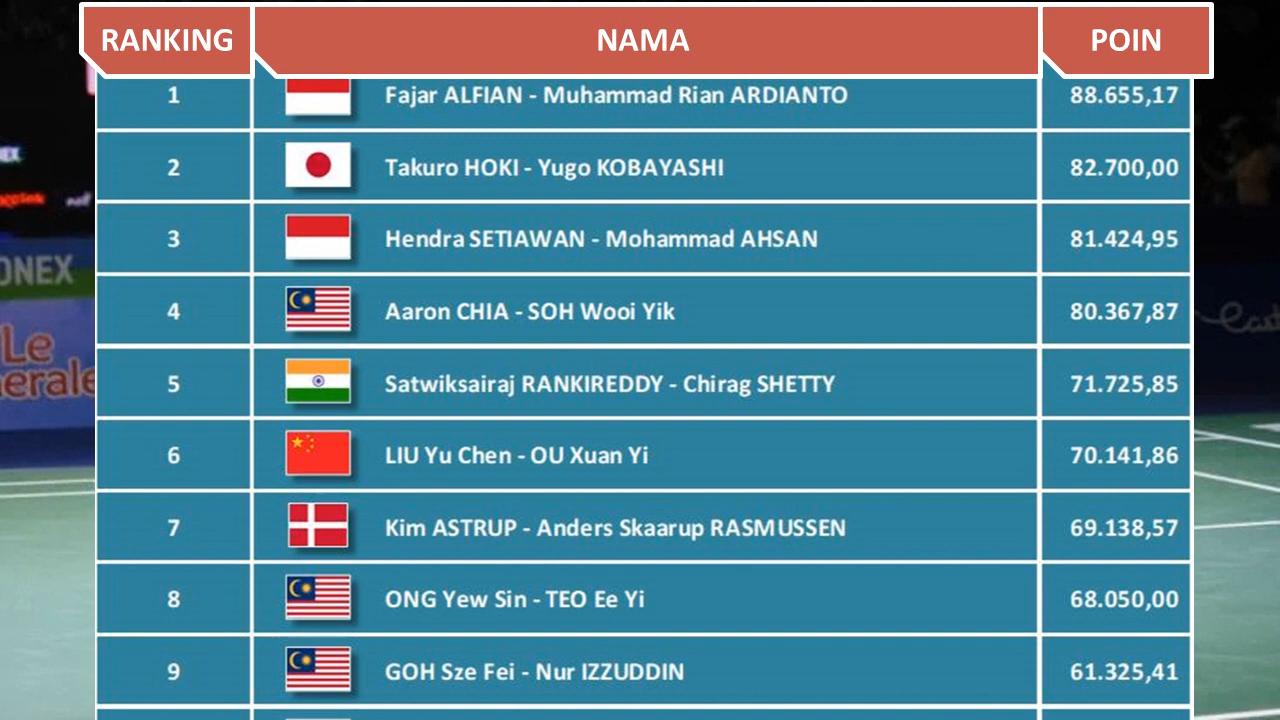 RANKING NAMA POIN
1 Fajar ALFIAN - Muhammad Rian ARDIANTO 88.655,17
2 Takuro HOKI - Yugo KOBAYASHI 82.700,00
3 Hendra SETIAWAN - Mohammad AHSAN 81.424,95
4 Aaron CHIA - SOH Wooi Yik 80.367,87
5 Satwiksairaj RANKIREDDY - Chirag SHETTY 71.725,85
6 LIU Yu Chen - OU Xuan Yi 70.141,86
7 Kim ASTRUP - Anders Skaarup RASMUSSEN 69.138,57
8 ONG Yew Sin - TEO Ee Yi 68.050,00
9 GOH Sze Fei - Nur IZZUDDIN 61.325,41
Le